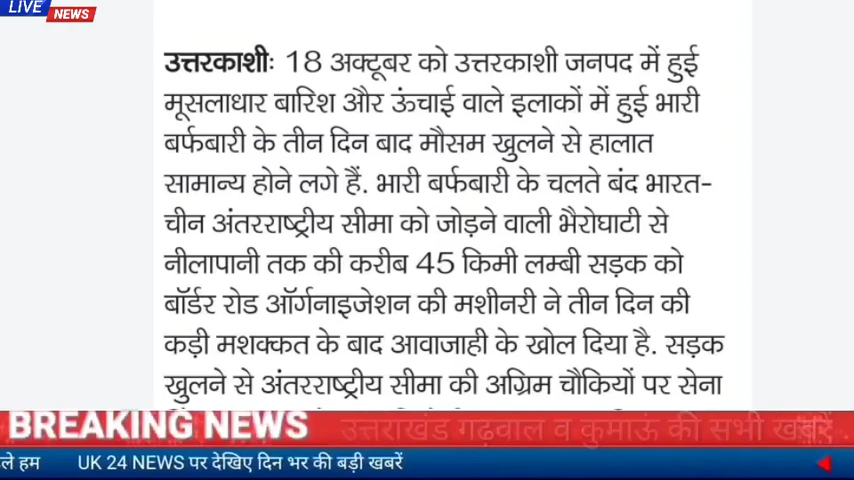 LIVE
NEWS
उत्तरकाशीः 18 अक्टूबर को उत्तरकाशी जनपद में हुई
मूसलाधार बारिश और ऊंचाई वाले इलाकों में हुई भारी
बर्फबारी के तीन दिन बाद मौसम खुलने से हालात
सामान्य होने लगे हैं. भारी बर्फबारी के चलते बंद भारत-
चीन अंतरराष्ट्रीय सीमा को जोड़ने वाली भैरोघाटी से
नीलापानी तक की करीब 45 किमी लम्बी सड़क को
बॉर्डर रोड ऑर्गनाइजेशन की मशीनरी ने तीन दिन की
कड़ी मशक्कत के बाद आवाजाही के खोल दिया है. सड़क
खुलने से अंतरराष्ट्रीय सीमा की अग्रिम चौकियों पर सेना
BREAKING NEWS उत्तराखंड गढ़वाल व कुमाऊं की सभी खबरें
ले हम UK 24 NEWS पर देखिए दिन भर की बड़ी खबरें